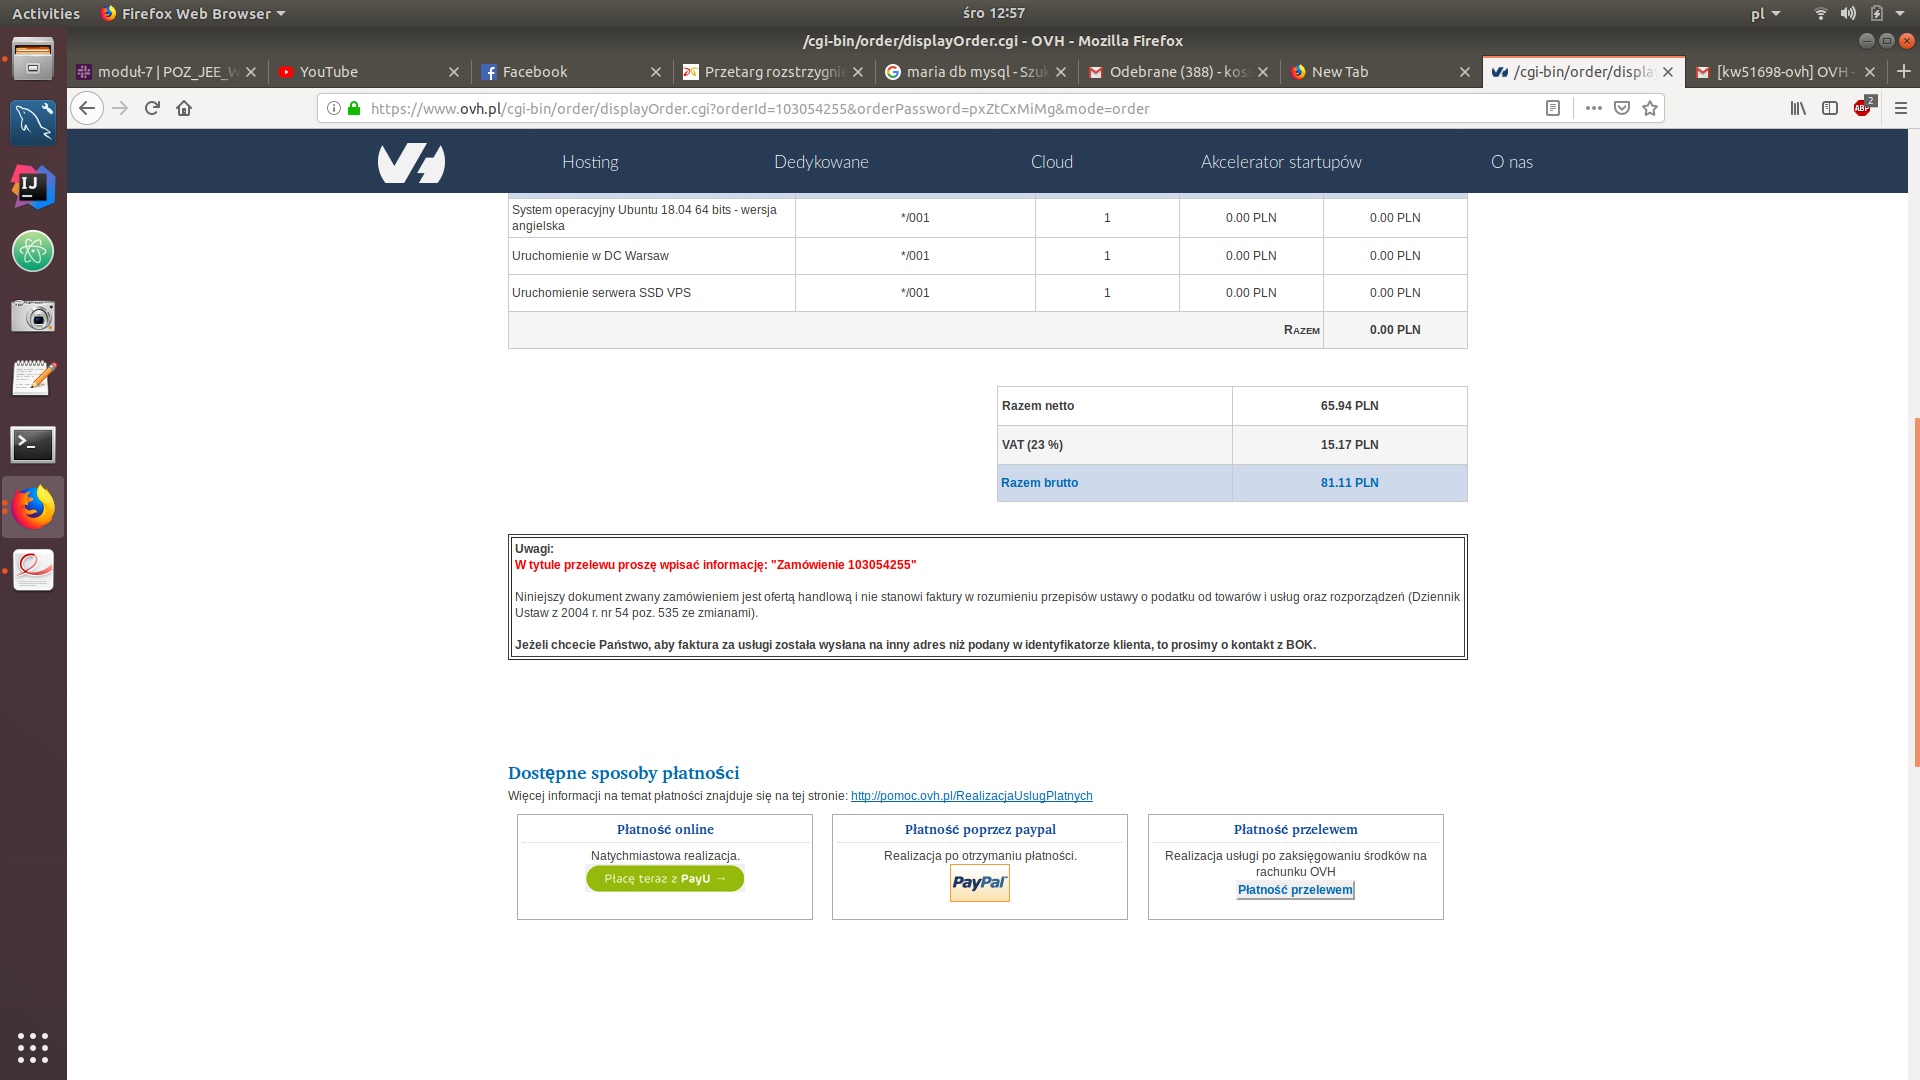 Activities
Firefox Web Browser
śro 12:57
pl
/cgi-bin/order/displayOrder.cgi - OVH - Mozilla Firefox
moduł-7 | POZ_JEE_W
YouTube
Facebook
Przetarg rozstrzygnie
maria db mysql - Szuk
Odebrane (388) - kos
New Tab
/cgi-bin/order/displa
[kw51698-ovh] OVH -
https://www.ovh.pl/cgi-bin/order/displayOrder.cgi?orderId=103054255&orderPassword=pxZtCxMiMg&mode=order
ABP
2
Hosting
Dedykowane
Cloud
Akcelerator startupów
O nas
System operacyjny Ubuntu 18.04 64 bits - wersja
angielska
*/001
1
0.00 PLN
0.00 PLN
Uruchomienie w DC Warsaw
*/001
1
0.00 PLN
0.00 PLN
Uruchomienie serwera SSD VPS
*/001
1
0.00 PLN
0.00 PLN
RAZEM
0.00 PLN
Razem netto
65.94 PLN
VAT (23 %)
15.17 PLN
Razem brutto
81.11 PLN
Uwagi:
W tytule przelewu proszę wpisać informację: "Zamówienie 103054255"
Niniejszy dokument zwany zamówieniem jest ofertą handlową i nie stanowi faktury w rozumieniu przepisów ustawy o podatku od towarów i usług oraz rozporządzeń (Dziennik
Ustaw z 2004 r. nr 54 poz. 535 ze zmianami).
Jeżeli chcecie Państwo, aby faktura za usługi została wysłana na inny adres niż podany w identyfikatorze klienta, to prosimy o kontakt z BOK.
Dostępne sposoby płatności
Więcej informacji na temat płatności znajduje się na tej stronie: http://pomoc.ovh.pl/RealizacjaUslugPlatnych
Płatność online
Natychmiastowa realizacja.
Płacę teraz z PayU →
Płatność poprzez paypal
Realizacja po otrzymaniu płatności.
PayPal
Płatność przelewem
Realizacja usługi po zaksięgowaniu środków na
rachunku OVH
Płatność przelewem